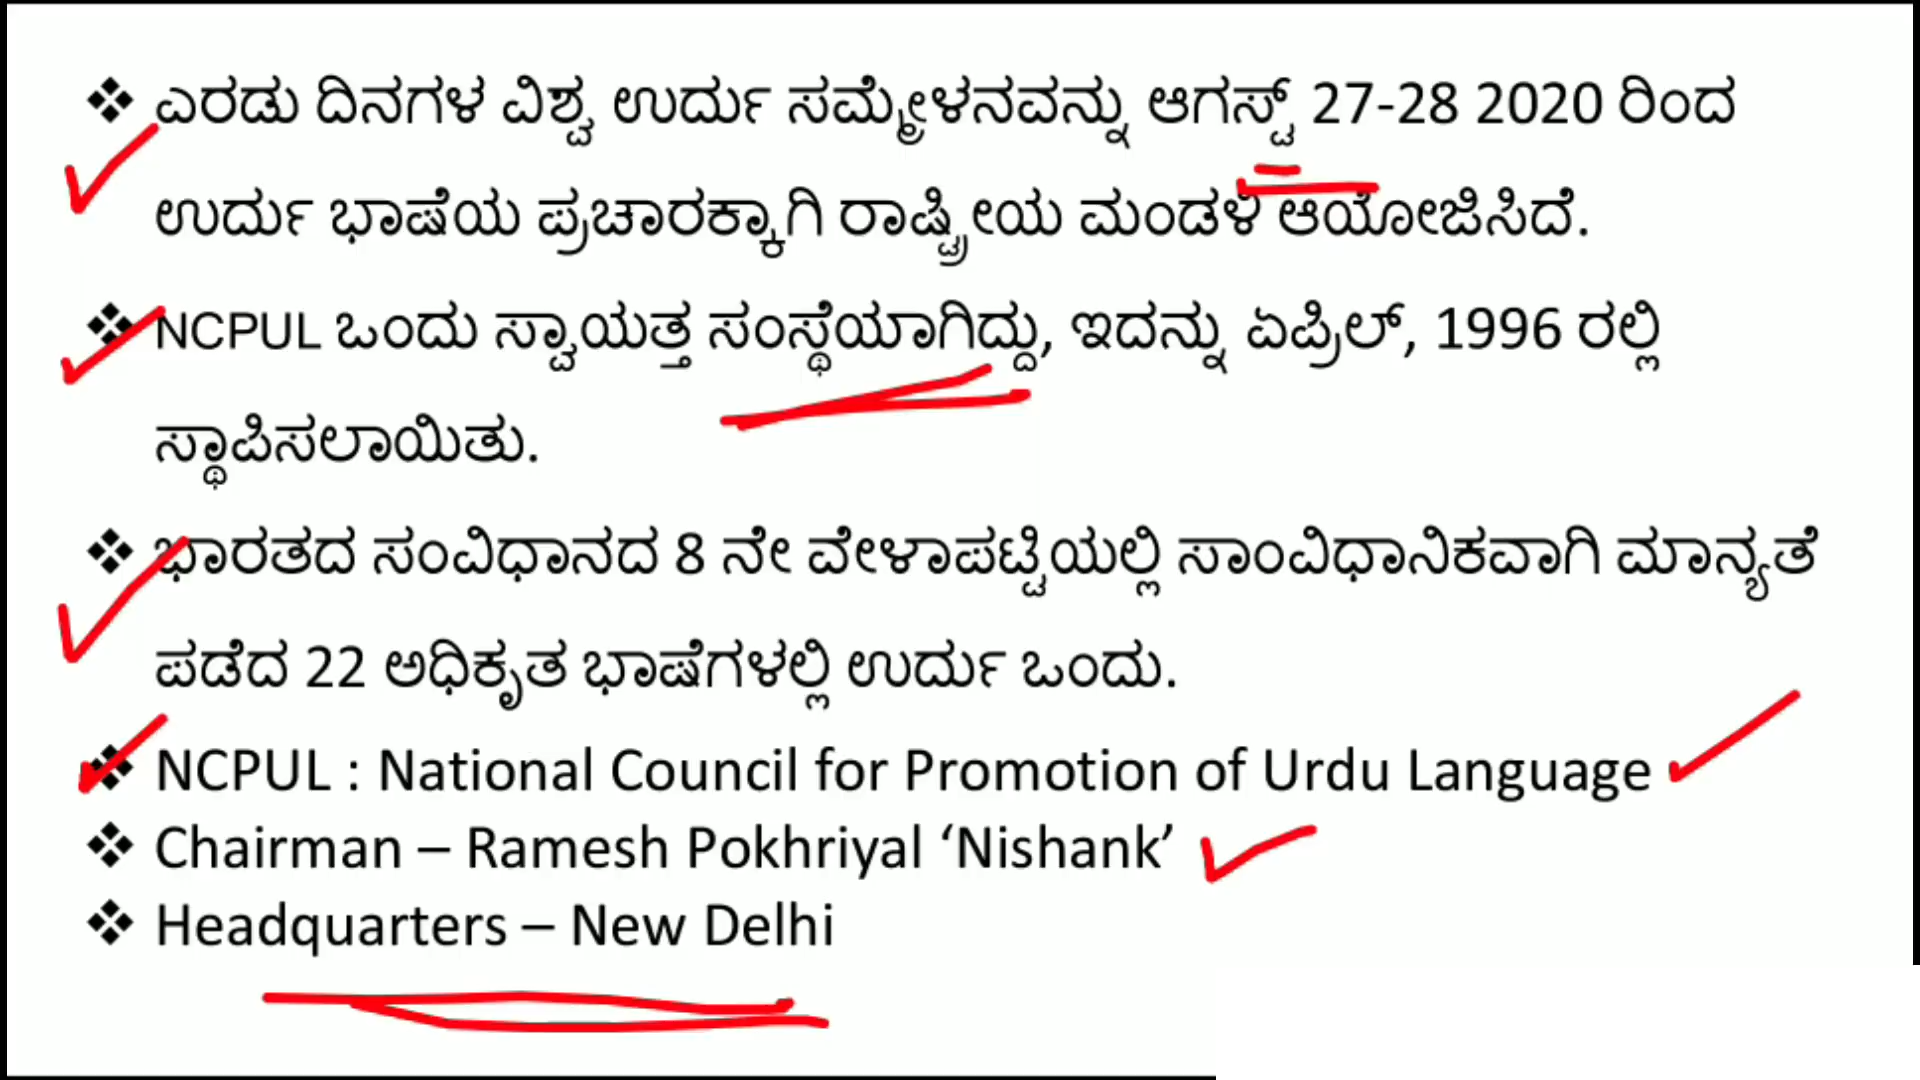 ❖ ಎರಡು ದಿನಗಳ ವಿಶ್ವ ಉರ್ದು ಸಮ್ಮೇಳನವನ್ನು ಆಗಸ್ಟ್ 27-28 2020 ರಿಂದ
ಉರ್ದು ಭಾಷೆಯ ಪ್ರಚಾರಕ್ಕಾಗಿ ರಾಷ್ಟ್ರೀಯ ಮಂಡಳಿ ಆಯೋಜಿಸಿದೆ.
❖ NCPUL ಒಂದು ಸ್ವಾಯತ್ತ ಸಂಸ್ಥೆಯಾಗಿದ್ದು, ಇದನ್ನು ಏಪ್ರಿಲ್, 1996 ರಲ್ಲಿ
ಸ್ಥಾಪಿಸಲಾಯಿತು.
❖ ಭಾರತದ ಸಂವಿಧಾನದ 8 ನೇ ವೇಳಾಪಟ್ಟಿಯಲ್ಲಿ ಸಾಂವಿಧಾನಿಕವಾಗಿ ಮಾನ್ಯತೆ
ಪಡೆದ 22 ಅಧಿಕೃತ ಭಾಷೆಗಳಲ್ಲಿ ಉರ್ದು ಒಂದು.
❖ NCPUL : National Council for Promotion of Urdu Language
❖ Chairman – Ramesh Pokhriyal ‘Nishank’
❖ Headquarters – New Delhi